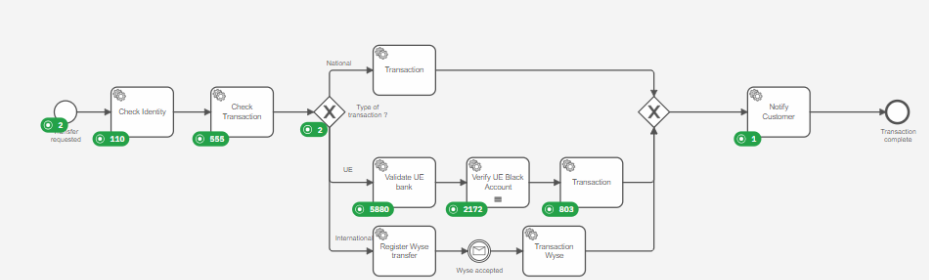 National
Transaction
Check Identity
Check
Transaction
Type of
transaction ?
Notify
Customer
2
requested
110
555
2
1
Transaction
complete
UE
Validate UE
bank
Verify UE Black
Account
Transaction
5880
2172
803
International
Register Wyse
transfer
Wyse accepted
Transaction
Wyse